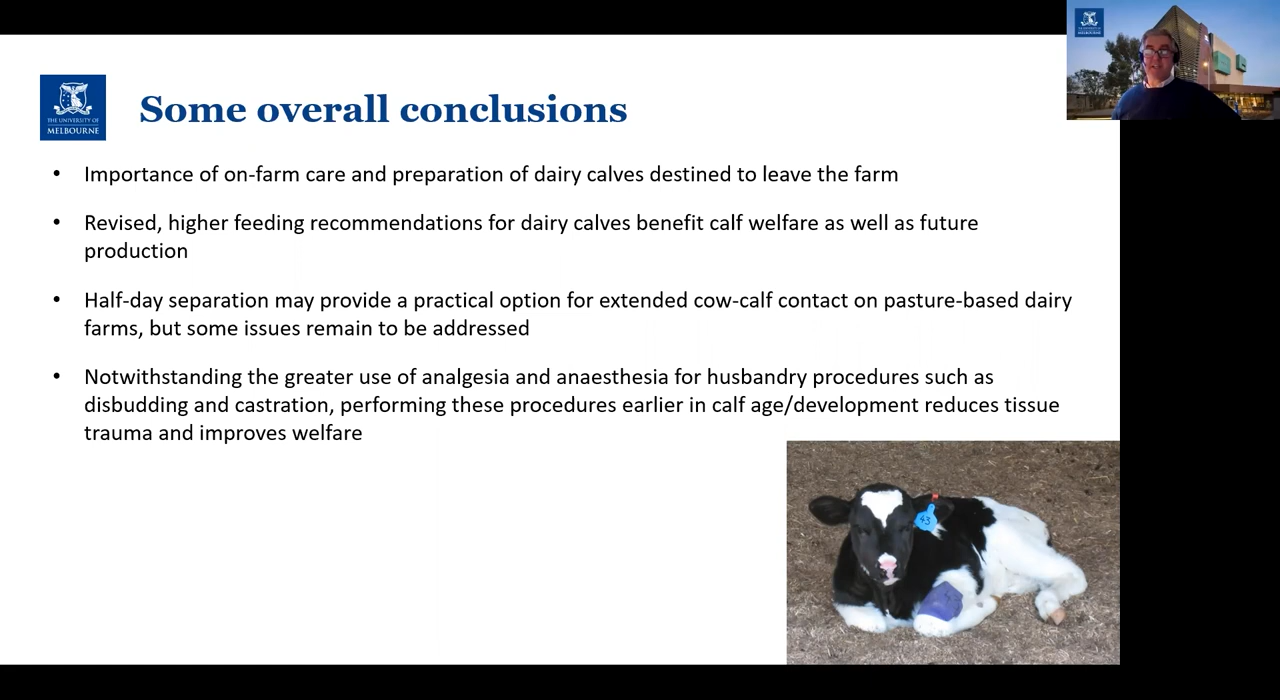 THE UNIVERSITY OF
MELBOURNE
Some overall conclusions
• Importance of on-farm care and preparation of dairy calves destined to leave the farm
• Revised, higher feeding recommendations for dairy calves benefit calf welfare as well as future
production
• Half-day separation may provide a practical option for extended cow-calf contact on pasture-based dairy
farms, but some issues remain to be addressed
• Notwithstanding the greater use of analgesia and anaesthesia for husbandry procedures such as
disbudding and castration, performing these procedures earlier in calf age/development reduces tissue
trauma and improves welfare
43